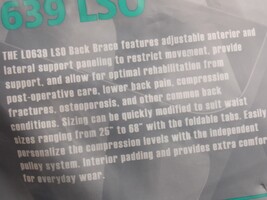 639 LSO
THE LO639 LSO Back Brace features adjustable anterior and
lateral support paneling to restrict movement, provide
support, and allow for optimal rehabilitation from
post-operative care, lower back pain, compression
fractures, osteoporosis, and other common back
conditions. Sizing can be quickly modified to suit waist
sizes ranging from 25" to 66" with the foldable tabs. Easily
personalize the compression levels with the independent
pulley system. Interior padding and provides extra comfor
for everyday wear.